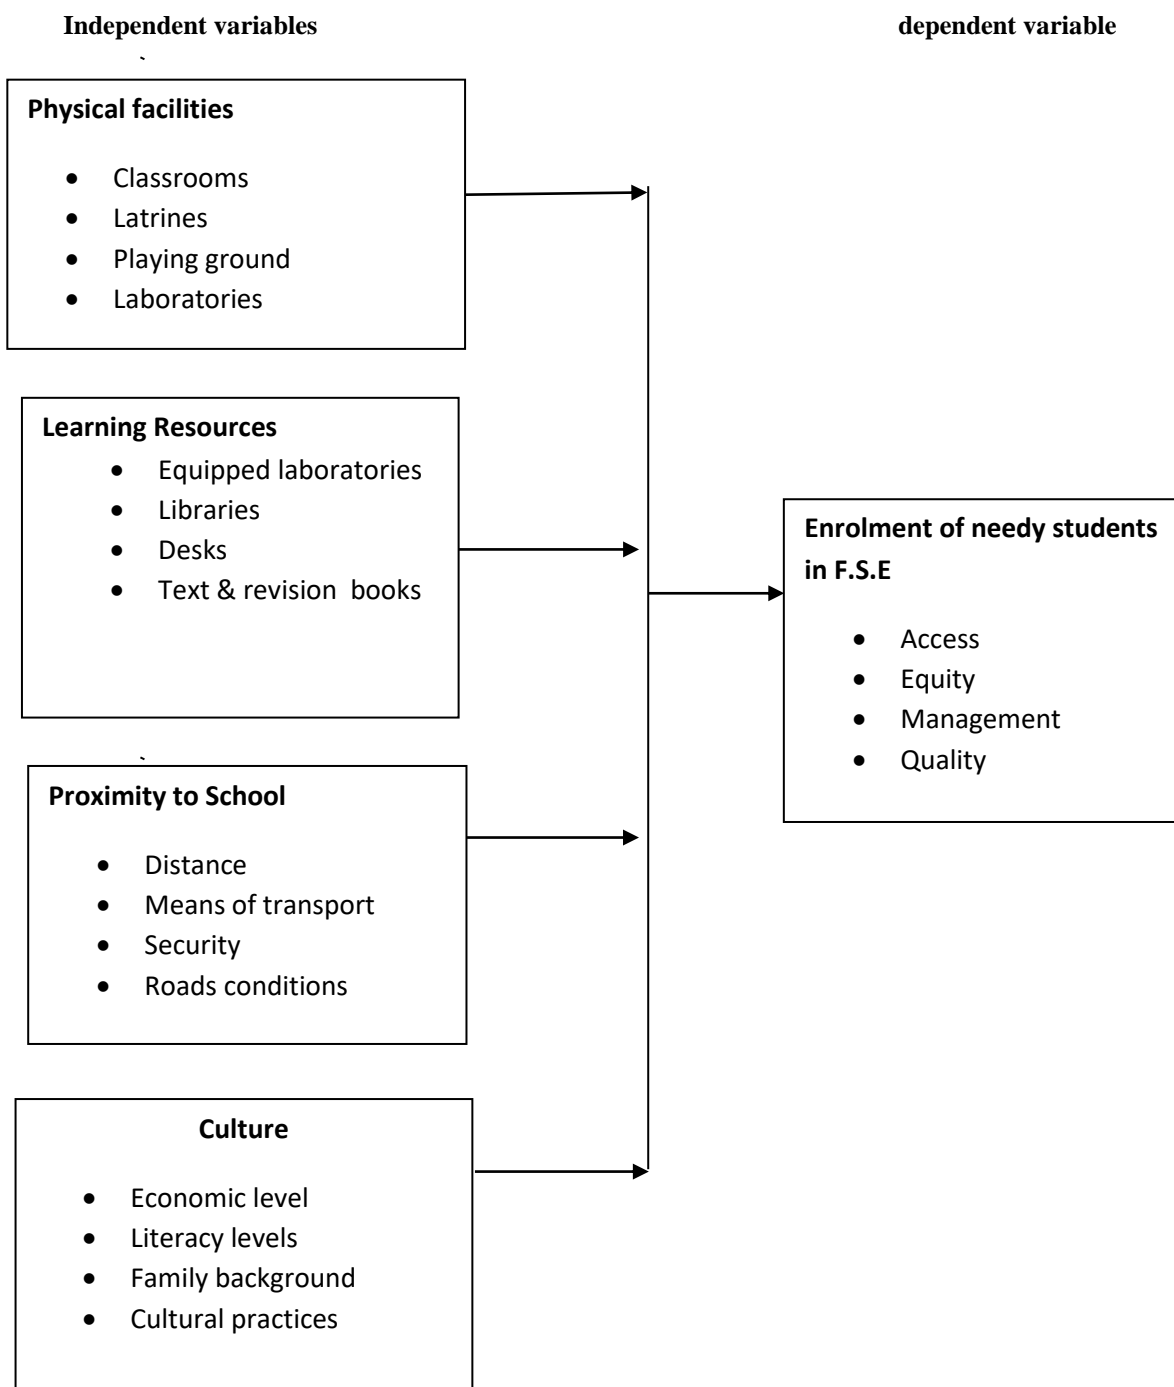 Independent variables
dependent variable
Physical facilities
• Classrooms
• Latrines
• Playing ground
• Laboratories
Learning Resources
• Equipped laboratories
• Libraries
• Desks
• Text & revision  books
Proximity to School
• Distance
• Means of transport
• Security
• Roads conditions
Culture
• Economic level
• Literacy levels
• Family background
• Cultural practices
Enrolment of needy students
in F.S.E
• Access
• Equity
• Management
• Quality